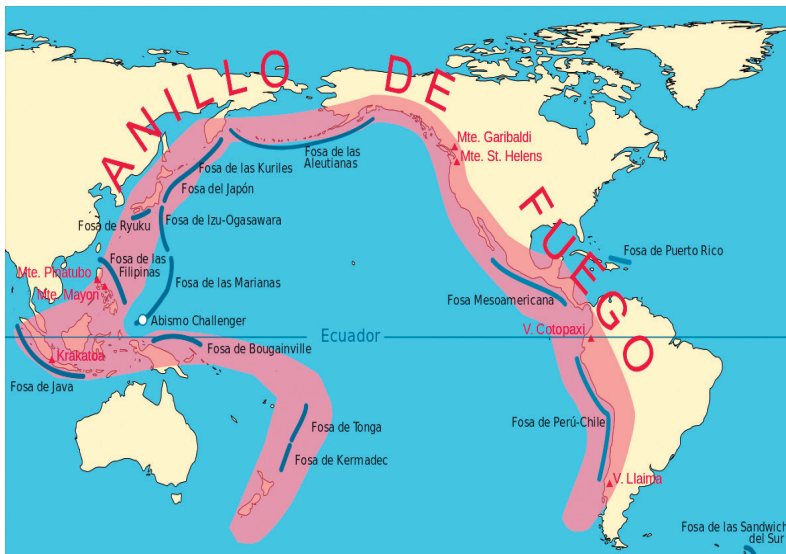 ANILLO DE FUEGO
Mte. Garibaldi
Mte. St. Helens
Fosa de las
Aleutianas
Fosa de las Kuriles
Fosa del Japón
Fosa de Izu-Ogasawara
Fosa de Ryuku
Fosa de las
Filipinas
Mte. Pinatubo
Mte. Mayon
Fosa de las Marianas
Abismo Challenger
Fosa de Puerto Rico
Fosa Mesoamericana
V. Cotopaxi
Ecuador
Fosa de Bougainville
Krakatoa
Fosa de Java
Fosa de Tonga
Fosa de Kermadec
Fosa de Perú-Chile
V. Llaima
Fosa de las Sandwich
del Sur